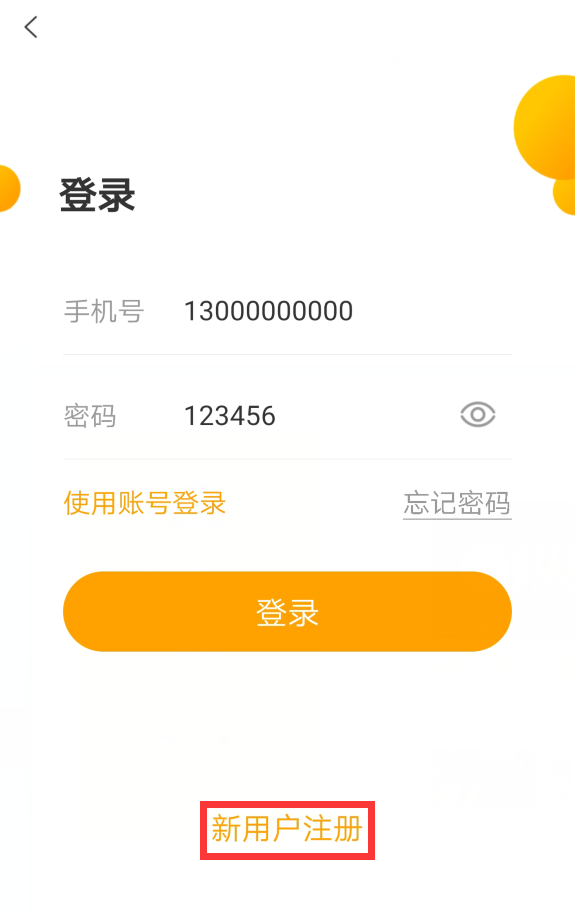 登录
手机号 13000000000
密码 123456
使用账号登录 忘记密码
登录
新用户注册